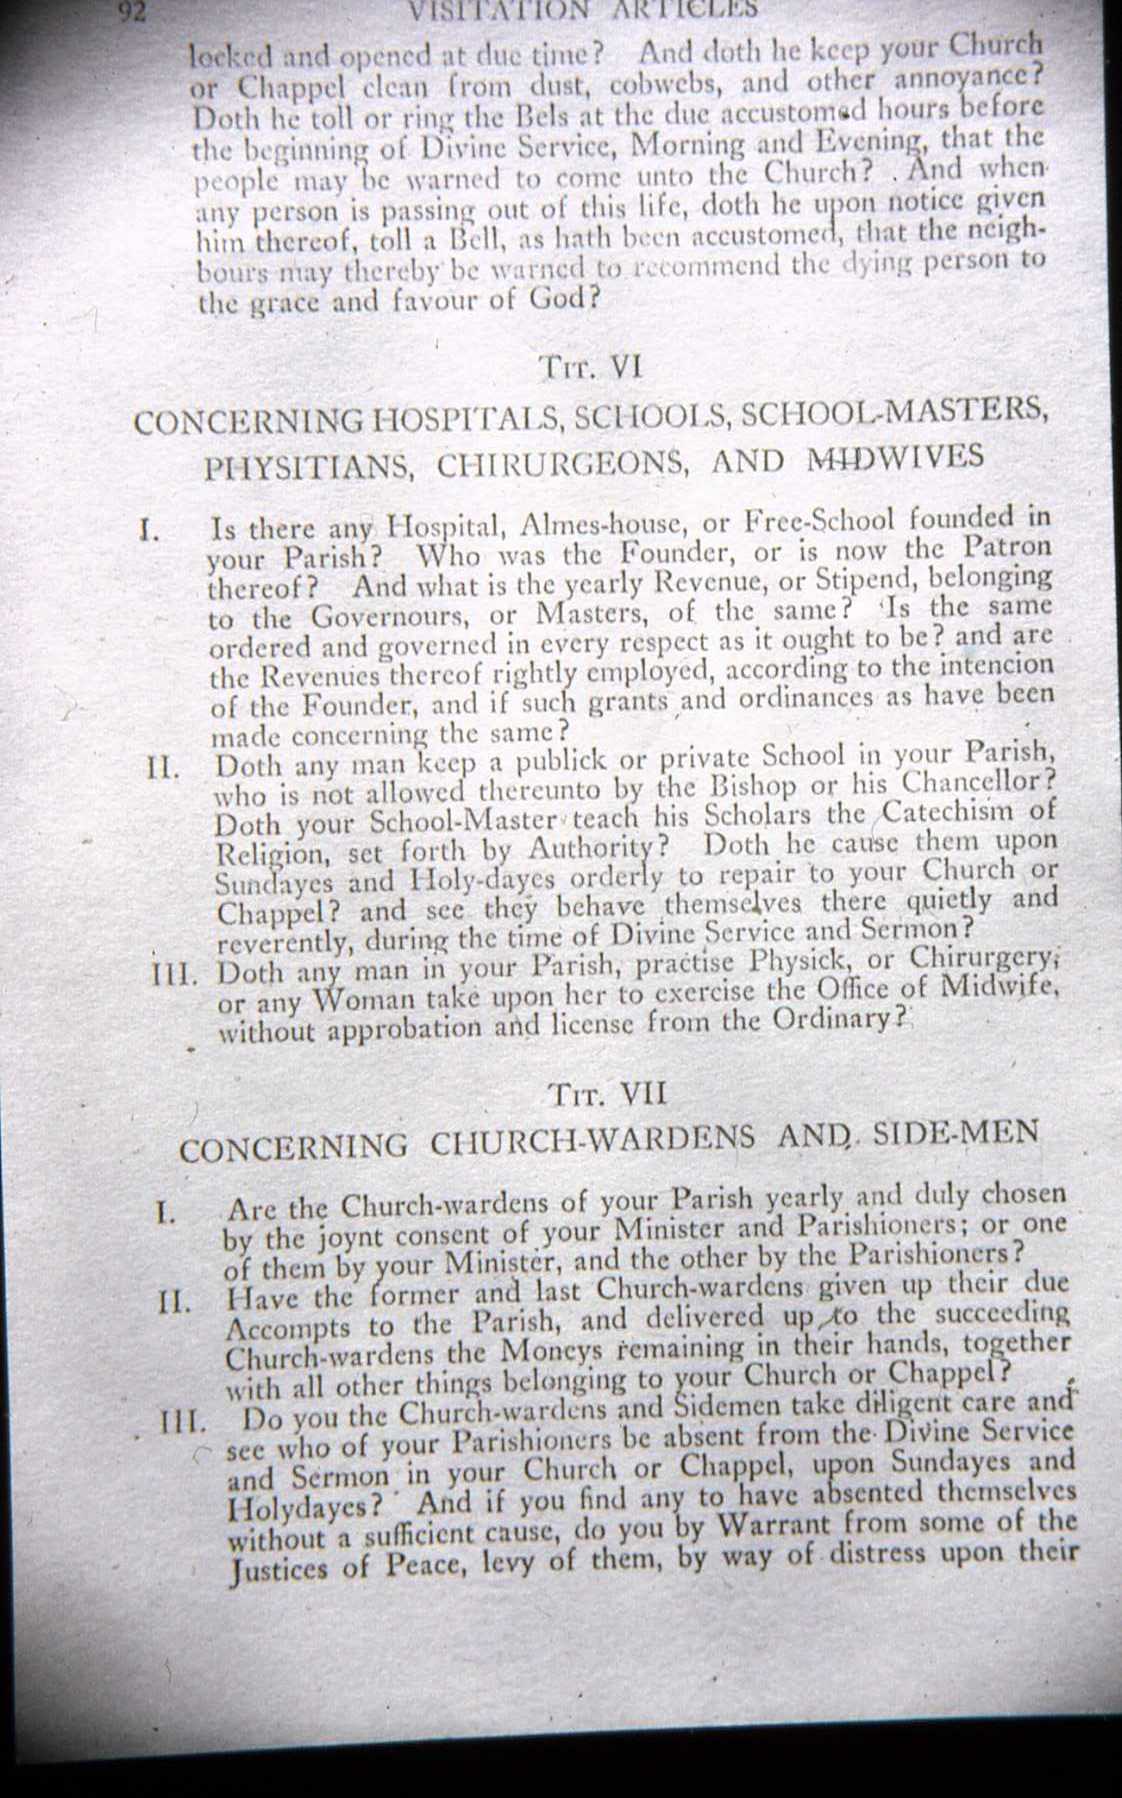 92 VISITATION ARTICLES
locked and opened at due time? And doth he keep your Church
or Chappel clean from dust, cobwebs, and other annoyance?
Doth he toll or ring the Bels at the due accustomed hours before
the beginning of Divine Service, Morning and Evening, that the
people may be warned to come unto the Church? And when
any person is passing out of this life, doth he upon notice given
him thereof, toll a Bell, as hath been accustomed, that the neigh-
bours may thereby be warned to recommend the dying person to
the grace and favour of God?
TIT. VI
CONCERNING HOSPITALS, SCHOOLS, SCHOOL-MASTERS,
PHYSITIANS, CHIRURGEONS, AND MIDWIVES
I. Is there any Hospital, Almes-house, or Free-School founded in
your Parish? Who was the Founder, or is now the Patron
thereof? And what is the yearly Revenue, or Stipend, belonging
to the Governours, or Masters, of the same? Is the same
ordered and governed in every respect as it ought to be? and are
the Revenues thereof rightly employed, according to the intencion
of the Founder, and if such grants and ordinances as have been
made concerning the same?
II. Doth any man keep a publick or private School in your Parish,
who is not allowed thereunto by the Bishop or his Chancellor?
Doth your School-Master teach his Scholars the Catechism of
Religion, set forth by Authority? Doth he cause them upon
Sundayes and Holy-dayes orderly to repair to your Church or
Chappel? and see they behave themselves there quietly and
reverently, during the time of Divine Service and Sermon?
III. Doth any man in your Parish, practise Physick, or Chirurgery,
or any Woman take upon her to exercise the Office of Midwife,
without approbation and license from the Ordinary?
TIT. VII
CONCERNING CHURCH-WARDENS AND SIDE-MEN
I. Are the Church-wardens of your Parish yearly and duly chosen
by the joynt consent of your Minister and Parishioners; or one
of them by your Minister, and the other by the Parishioners?
II. Have the former and last Church-wardens given up their due
Accompts to the Parish, and delivered up to the succeeding
Church-wardens the Moneys remaining in their hands, together
with all other things belonging to your Church or Chappel?
III. Do you the Church-wardens and Sidemen take diligent care and
see who of your Parishioners be absent from the Divine Service
and Sermon in your Church or Chappel, upon Sundayes and
Holydayes? And if you find any to have absented themselves
without a sufficient cause, do you by Warrant from some of the
Justices of Peace, levy of them, by way of distress upon their